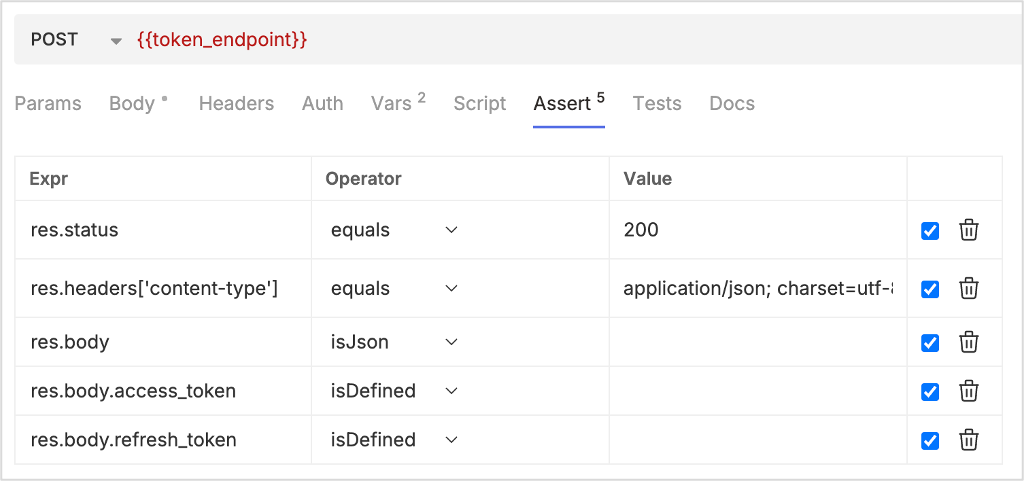 POST {{token_endpoint}}
Params Body Headers Auth Vars 2 Script Assert 5 Tests Docs
Expr Operator Value
res.status equals 200
res.headers['content-type'] equals application/json; charset=utf-8
res.body isJson
res.body.access_token isDefined
res.body.refresh_token isDefined